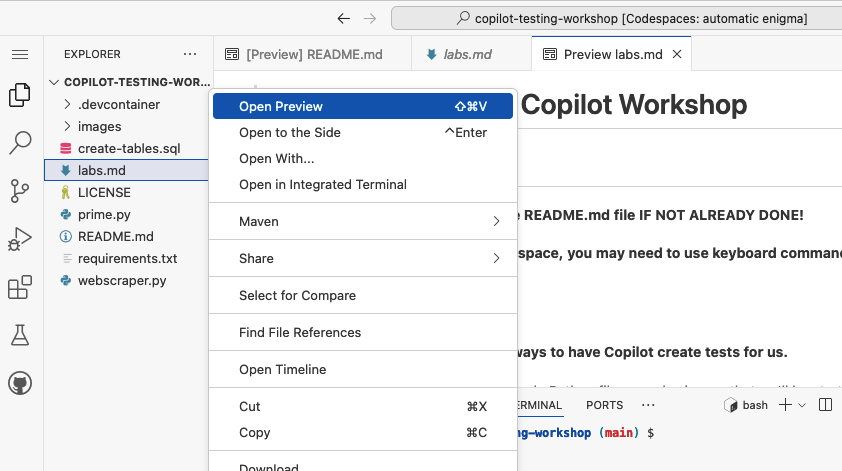 copilot-testing-workshop [Codespaces: automatic enigma]
EXPLORER
[Preview] README.md
labs.md
Preview labs.md
COPILOT-TESTING-WOR...
.devcontainer
images
create-tables.sql
labs.md
LICENSE
prime.py
README.md
requirements.txt
webscraper.py
Open Preview ⇧⌘V
Open to the Side ^Enter
Open With...
Open in Integrated Terminal
Maven
Share
Select for Compare
Find File References
Open Timeline
Cut ⌘X
Copy ⌘C
Download
Copilot Workshop
README.md file IF NOT ALREADY DONE!
space, you may need to use keyboard comman
ways to have Copilot create tests for us.
ERMINAL
PORTS
bash
ng-workshop (main) $